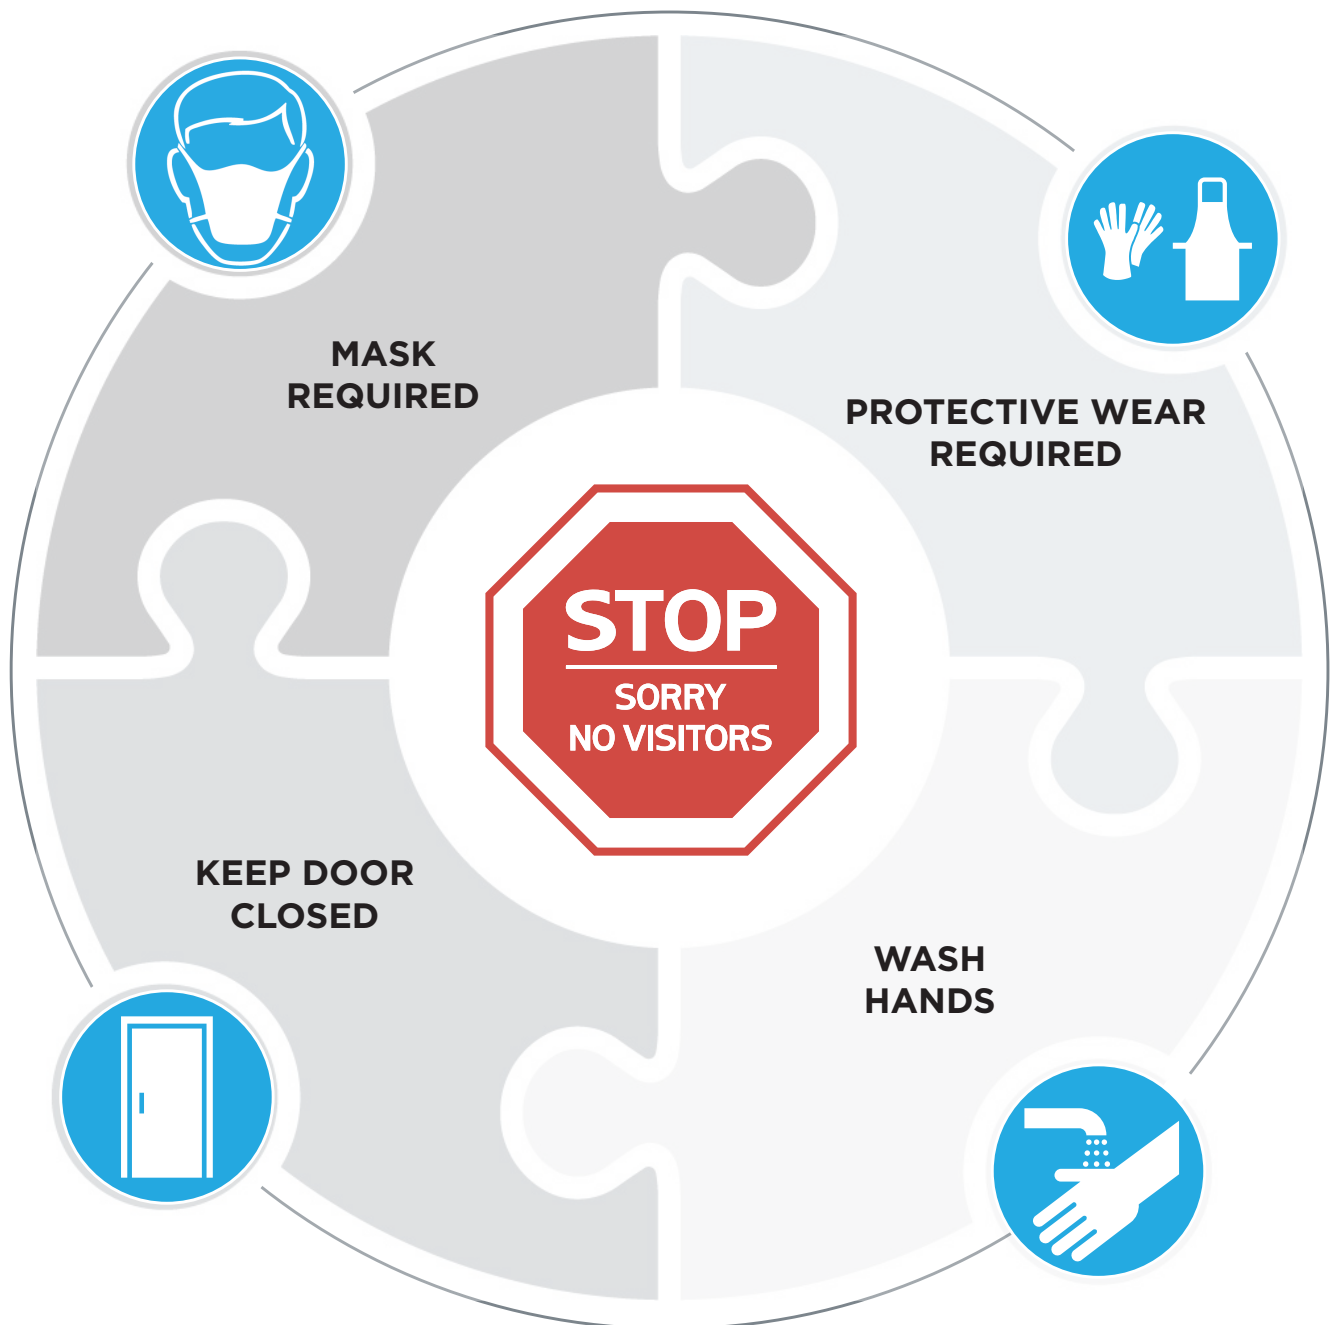 MASK
REQUIRED
PROTECTIVE WEAR
REQUIRED
STOP
SORRY
NO VISITORS
KEEP DOOR
CLOSED
WASH
HANDS